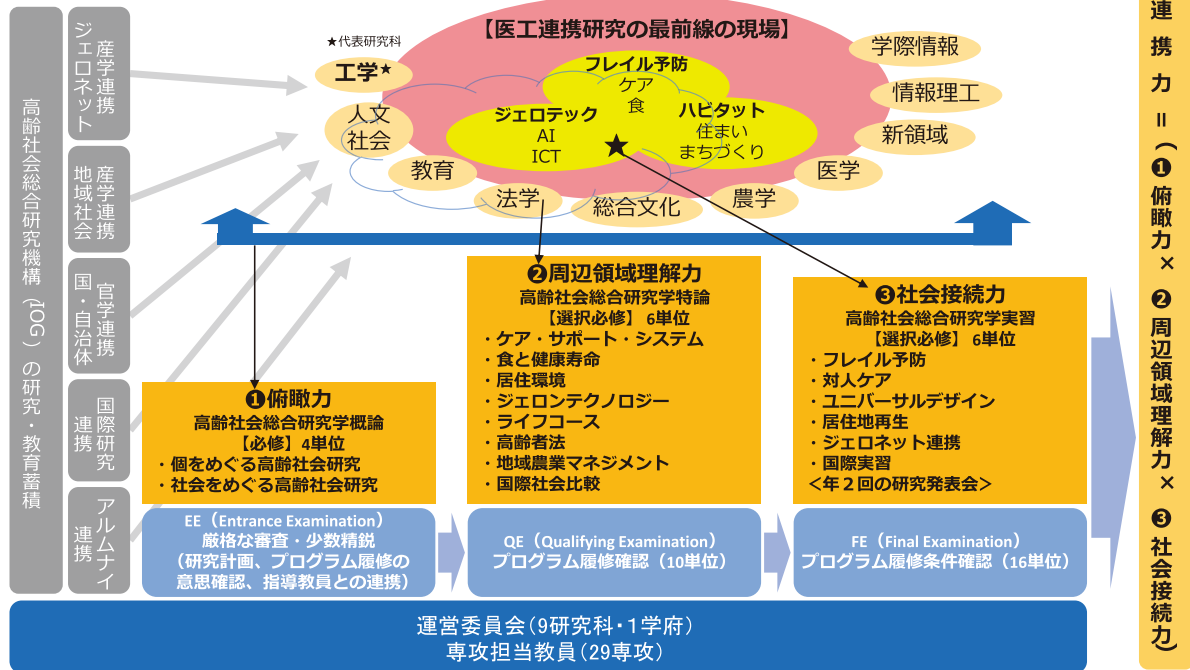 高齢社会総合研究機構（IOG）の研究・教育蓄積
産学連携
ジェロネット
産学連携
地域社会
官学連携
国・自治体
国際研究
連携
アルムナイ
連携
【医工連携研究の最前線の現場】
★代表研究科
工学★
人文
社会
教育
法学
総合文化
農学
医学
新領域
情報理工
学際情報
フレイル予防
ケア
食
ジェロテック
AI
ICT
ハビタット
住まい
まちづくり
★
❶俯瞰力
高齢社会総合研究学概論
【必修】4単位
・個をめぐる高齢社会研究
・社会をめぐる高齢社会研究
❷周辺領域理解力
高齢社会総合研究学特論
【選択必修】6単位
・ケア・サポート・システム
・食と健康寿命
・居住環境
・ジェロンテクノロジー
・ライフコース
・高齢者法
・地域農業マネジメント
・国際社会比較
❸社会接続力
高齢社会総合研究学実習
【選択必修】6単位
・フレイル予防
・対人ケア
・ユニバーサルデザイン
・居住地再生
・ジェロネット連携
・国際実習
＜年２回の研究発表会＞
EE（Entrance Examination）
厳格な審査・少数精鋭
（研究計画、プログラム履修の
意思確認、指導教員との連携）
QE（Qualifying Examination）
プログラム履修確認（10単位）
FE（Final Examination）
プログラム履修条件確認（16単位）
運営委員会（9研究科・１学府）
専攻担当教員（29専攻）
連携力＝（❶俯瞰力×❷周辺領域理解力×❸社会接続力）